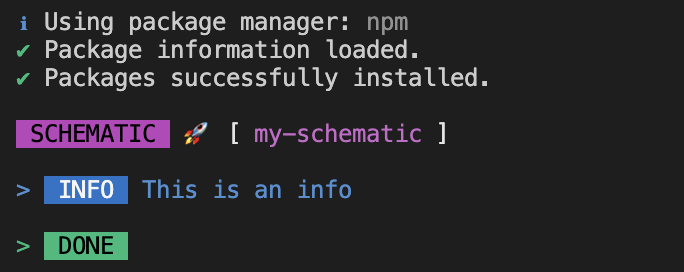 ℹ Using package manager: npm
✔ Package information loaded.
✔ Packages successfully installed.
SCHEMATIC 🚀 [ my-schematic ]
> INFO This is an info
> DONE